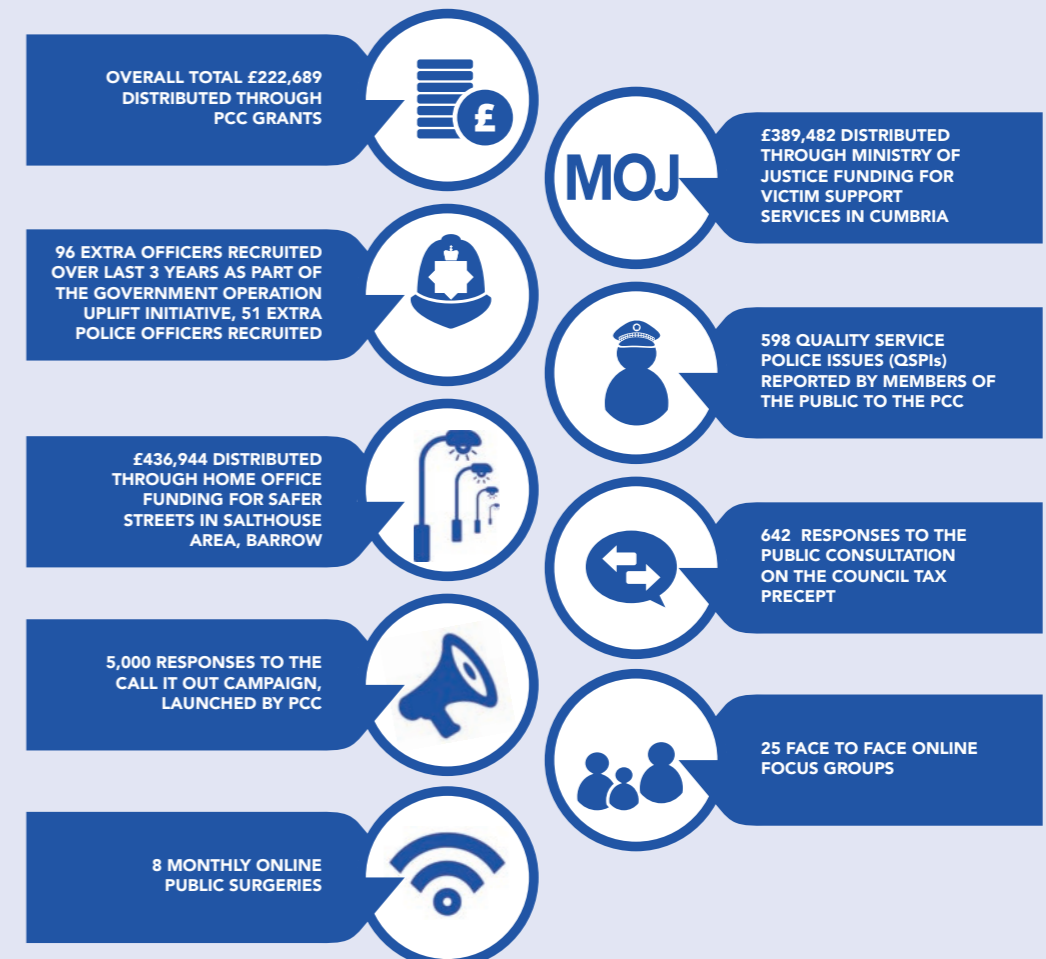 OVERALL TOTAL £222,689
DISTRIBUTED THROUGH
PCC GRANTS
£
MOJ
£389,482 DISTRIBUTED
THROUGH MINISTRY OF
JUSTICE FUNDING FOR
VICTIM SUPPORT
SERVICES IN CUMBRIA
96 EXTRA OFFICERS RECRUITED
OVER LAST 3 YEARS AS PART OF
THE GOVERNMENT OPERATION
UPLIFT INITIATIVE, 51 EXTRA
POLICE OFFICERS RECRUITED
598 QUALITY SERVICE
POLICE ISSUES (QSPIs)
REPORTED BY MEMBERS OF
THE PUBLIC TO THE PCC
£436,944 DISTRIBUTED
THROUGH HOME OFFICE
FUNDING FOR SAFER
STREETS IN SALTHOUSE
AREA, BARROW
642 RESPONSES TO THE
PUBLIC CONSULTATION
ON THE COUNCIL TAX
PRECEPT
5,000 RESPONSES TO THE
CALL IT OUT CAMPAIGN,
LAUNCHED BY PCC
25 FACE TO FACE ONLINE
FOCUS GROUPS
8 MONTHLY ONLINE
PUBLIC SURGERIES